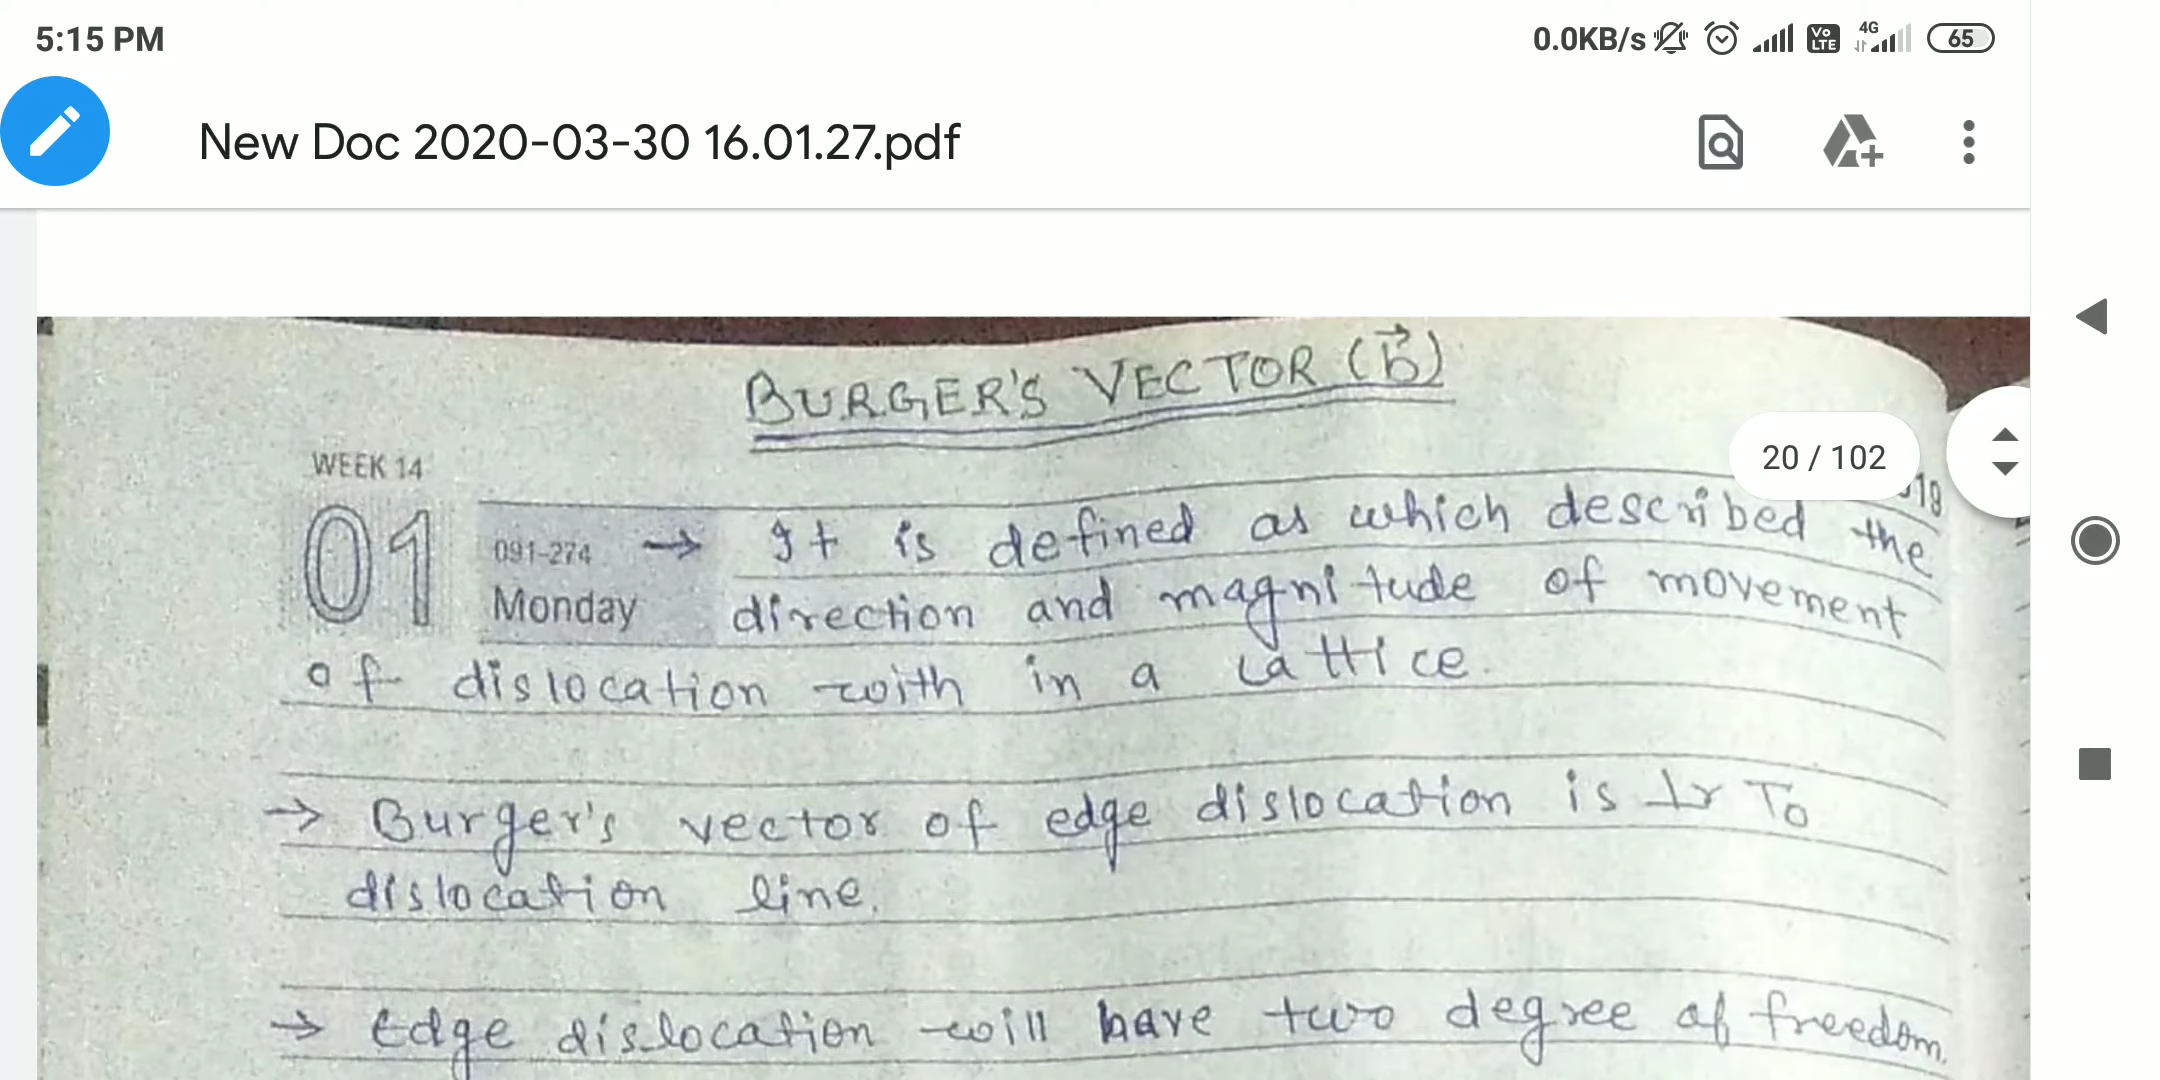 5:15 PM
0.0KB/s
Vo LTE
4G
65
New Doc 2020-03-30 16.01.27.pdf
BURGER'S VECTOR (b⃗)
20 / 102
WEEK 14
01
091-274
Monday
→ It is defined as which described the
direction and magnitude of movement
of dislocation with in a Lattice.
→ Burger's vector of edge dislocation is ⊥r To
dislocation line.
→ Edge dislocation will have two degree of freedom.